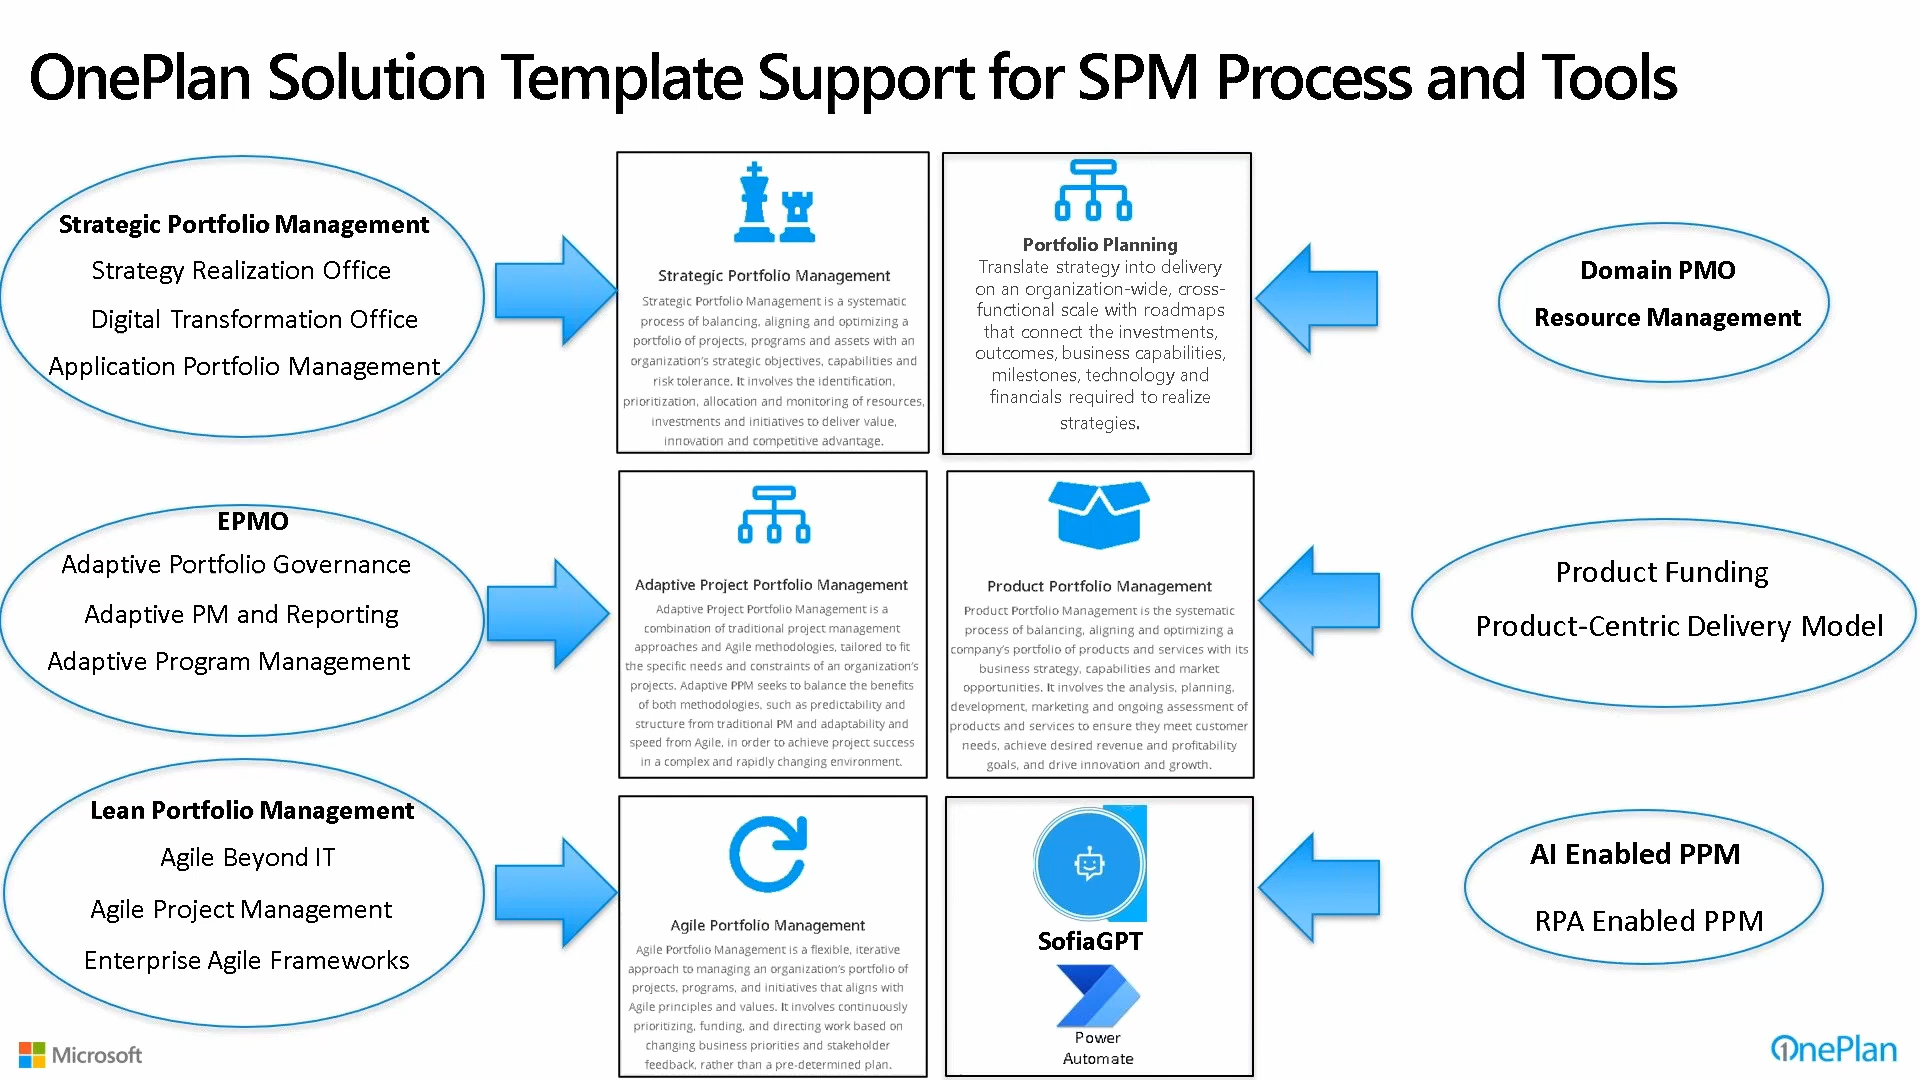 OnePlan Solution Template Support for SPM Process and Tools
Strategic Portfolio Management
Strategy Realization Office
Digital Transformation Office
Application Portfolio Management
Strategic Portfolio Management
Strategic Portfolio Management is a systematic
process of balancing, aligning and optimizing a
portfolio of projects, programs and assets with an
organization's strategic objectives, capabilities and
risk tolerance. It involves the identification,
prioritization, allocation and monitoring of resources,
investments and initiatives to deliver value,
innovation and competitive advantage.
Portfolio Planning
Translate strategy into delivery
on an organization-wide, cross-
functional scale with roadmaps
that connect the investments,
outcomes, business capabilities,
milestones, technology and
financials required to realize
strategies.
Domain PMO
Resource Management
EPMO
Adaptive Portfolio Governance
Adaptive PM and Reporting
Adaptive Program Management
Adaptive Project Portfolio Management
Adaptive Project Portfolio Management is a
combination of traditional project management
approaches and Agile methodologies, tailored to fit
the specific needs and constraints of an organization's
projects. Adaptive PPM seeks to balance the benefits
of both methodologies, such as predictability and
structure from traditional PM and adaptability and
speed from Agile, in order to achieve project success
in a complex and rapidly changing environment.
Product Portfolio Management
Product Portfolio Management is the systematic
process of balancing, aligning and optimizing a
company's portfolio of products and services with its
business strategy, capabilities and market
opportunities. It involves the analysis, planning,
development, marketing and ongoing assessment of
products and services to ensure they meet customer
needs, achieve desired revenue and profitability
goals, and drive innovation and growth.
Product Funding
Product-Centric Delivery Model
Lean Portfolio Management
Agile Beyond IT
Agile Project Management
Enterprise Agile Frameworks
Agile Portfolio Management
Agile Portfolio Management is a flexible, iterative
approach to managing an organization's portfolio of
projects, programs, and initiatives that aligns with
Agile principles and values. It involves continuously
prioritizing, funding, and directing work based on
changing business priorities and stakeholder
feedback, rather than a pre-determined plan.
SofiaGPT
Power
Automate
AI Enabled PPM
RPA Enabled PPM
Microsoft
OnePlan